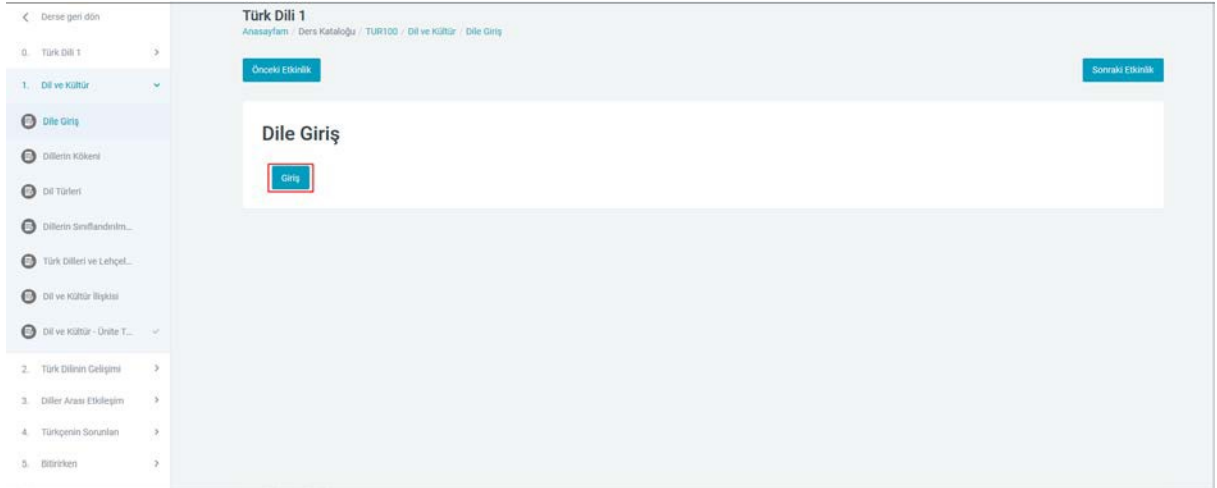 Derse geri dön
0. Türk Dili 1
1. Dil ve Kültür
Dile Giriş
Dillerin Kökeni
Dil Türleri
Dillerin Sınıflandırılm...
Türk Dilleri ve Lehçel...
Dil ve Kültür İlişkisi
Dil ve Kültür - Ünite T...
2. Türk Dilinin Gelişimi
3. Diller Arası Etkileşim
4. Türkçenin Sorunları
5. Bitirirken
Türk Dili 1
Anasayfam / Ders Kataloğu / TUR100 / Dil ve Kültür / Dile Giriş
Önceki Etkinlik
Sonraki Etkinlik
Dile Giriş
Giriş